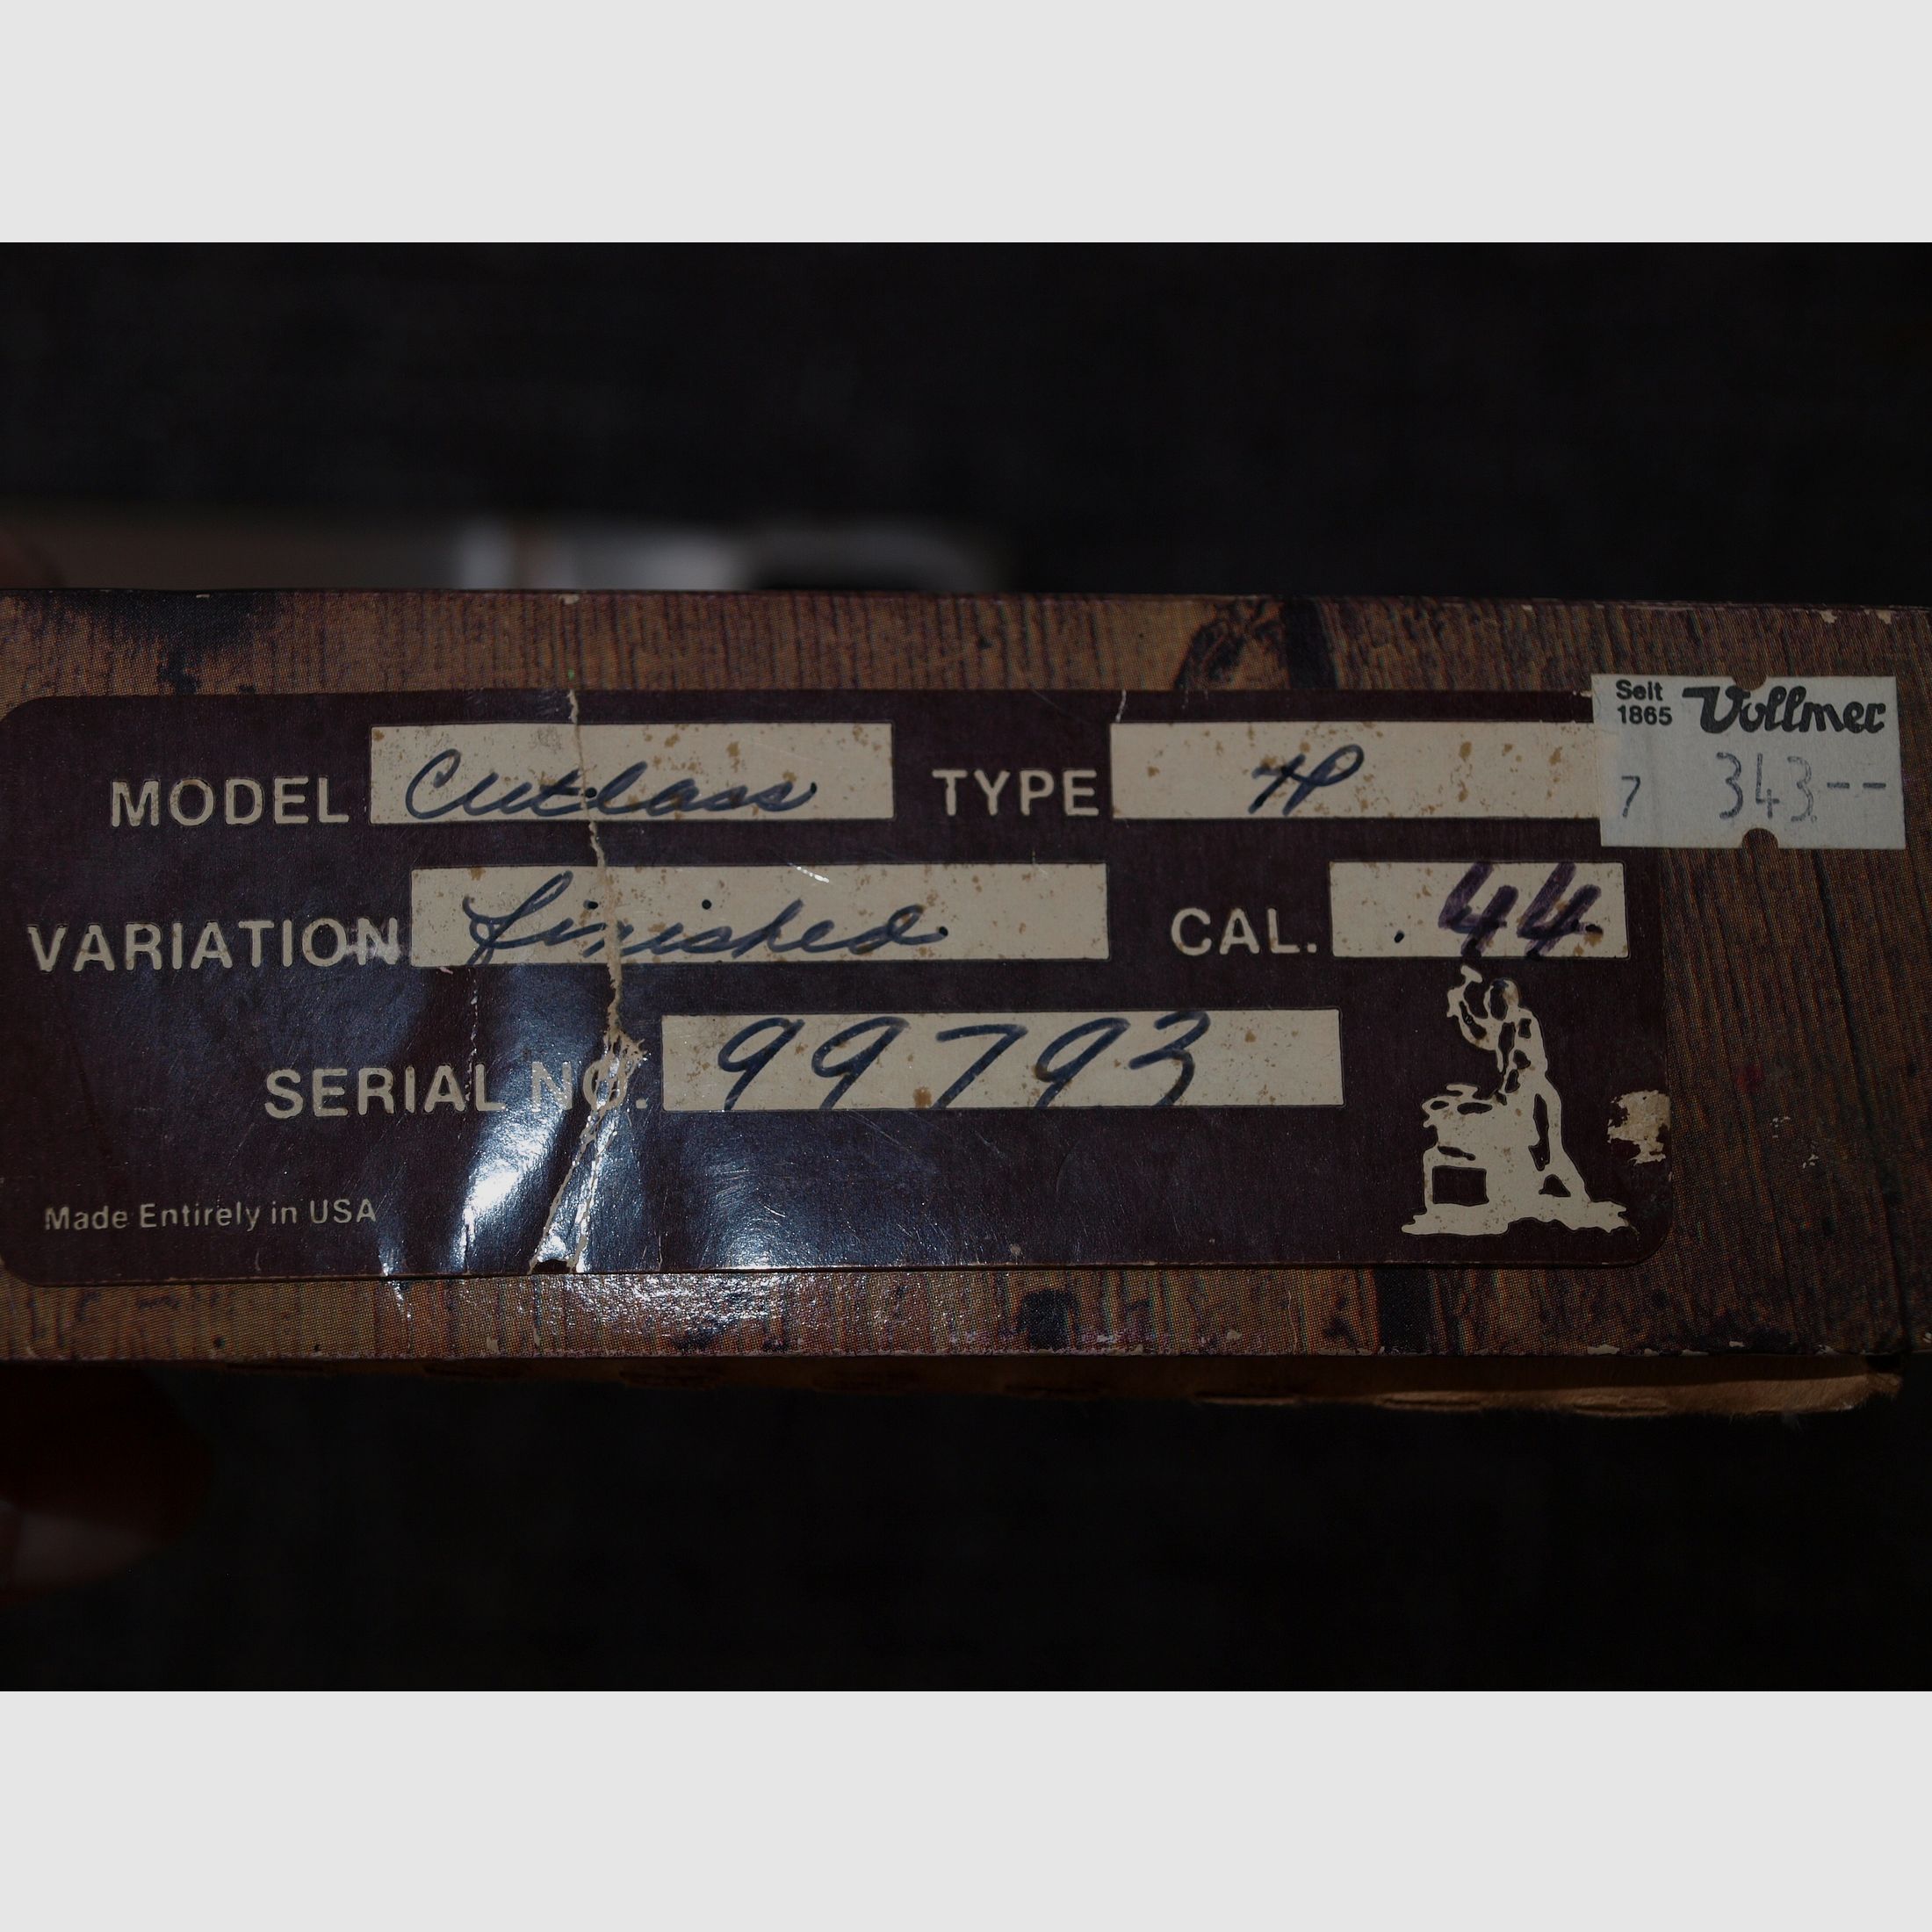 MODEL Cutlass TYPE
Seit 1865 Vollmer
7 343--
VARIATION finished CAL. .44
SERIAL NO. 99793
Made Entirely in USA